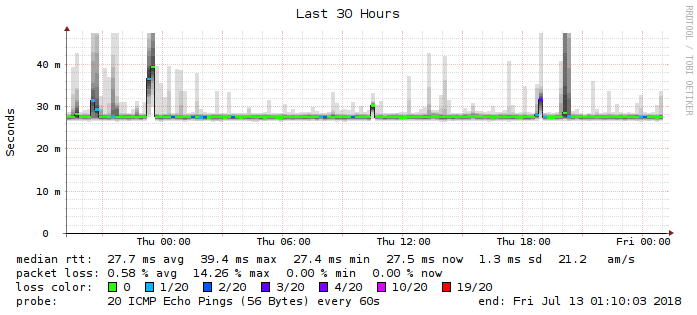 Last 30 Hours
RRDTOOL / TOBI OETIKER
Seconds
40 m
30 m
20 m
10 m
0
Thu 00:00 Thu 06:00 Thu 12:00 Thu 18:00 Fri 00:00
median rtt: 27.7 ms avg 39.4 ms max 27.4 ms min 27.5 ms now 1.3 ms sd 21.2 am/s
packet loss: 0.58 % avg 14.26 % max 0.00 % min 0.00 % now
loss color: 0 1/20 2/20 3/20 4/20 10/20 19/20
probe: 20 ICMP Echo Pings (56 Bytes) every 60s end: Fri Jul 13 01:10:03 2018